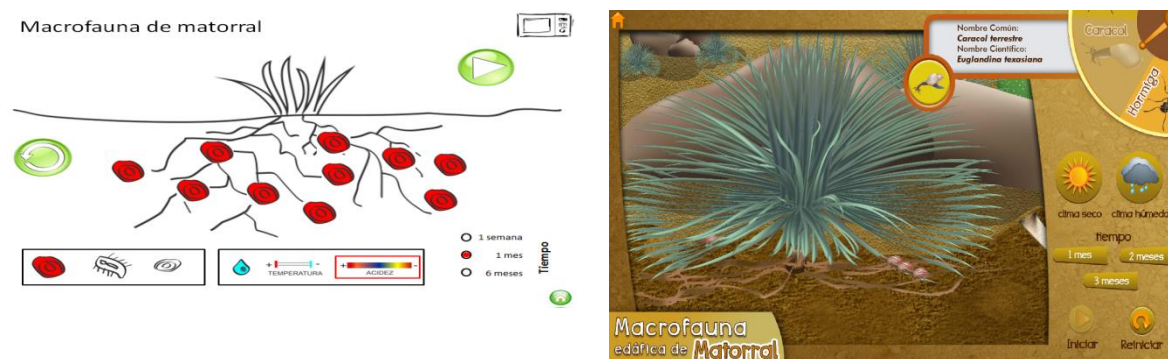 Macrofauna de matorral
1 semana
1 mes
6 meses
Tiempo
+ -
TEMPERATURA
+ -
ACIDEZ
Nombre Común:
Caracol terrestre
Nombre Científico:
Euglandina texasiana
Caracol
Hormiga
clima seco
clima húmedo
tiempo
1 mes
2 meses
3 meses
Iniciar
Reiniciar
Macrofauna
edáfica de Matorral